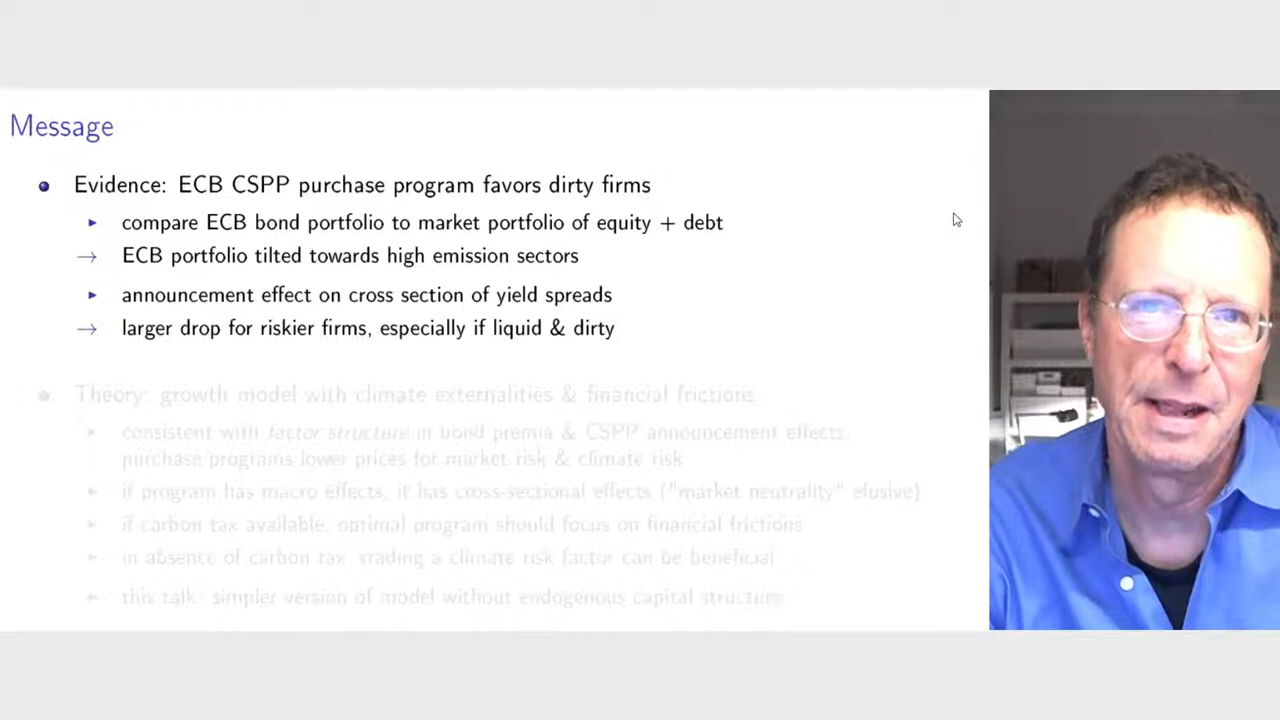 Message
Evidence: ECB CSPP purchase program favors dirty firms
compare ECB bond portfolio to market portfolio of equity + debt
→ ECB portfolio tilted towards high emission sectors
announcement effect on cross section of yield spreads
→ larger drop for riskier firms, especially if liquid & dirty
Theory: growth model with climate externalities & financial frictions
consistent with factor structure in bond premia & CSPP announcement effects,
purchase programs lower prices for market risk & climate risk
if program has macro effects, it has cross-sectional effects ("market neutrality" elusive)
if carbon tax available, optimal program should focus on financial frictions
in absence of carbon tax, trading a climate risk factor can be beneficial
this talk: simpler version of model without endogenous capital structure